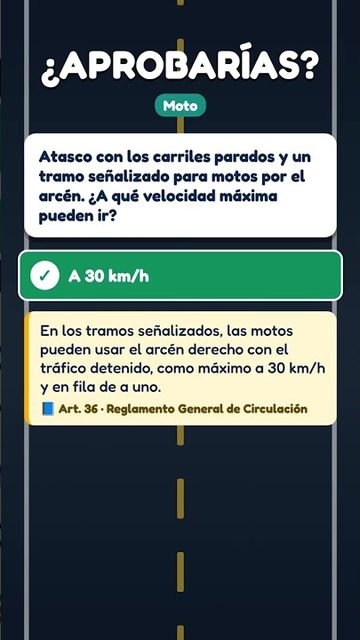 ¿APROBARÍAS?
Moto
Atasco con los carriles parados y un
tramo señalizado para motos por el
arcén. ¿A qué velocidad máxima
pueden ir?
✓ A 30 km/h
En los tramos señalizados, las motos
pueden usar el arcén derecho con el
tráfico detenido, como máximo a 30 km/h
y en fila de a uno.
📘 Art. 36 · Reglamento General de Circulación